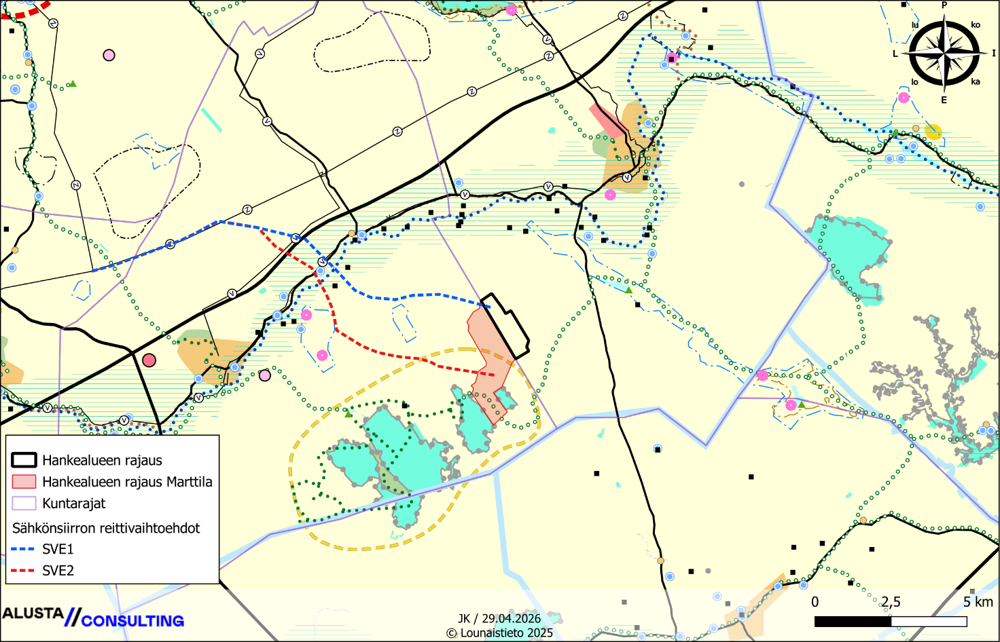 P
lu
ko
L
I
lo
ka
E
Z
Z
V
V
Z
Z
V
Z
Z
V
Z
Z
V
V
V
Z
V
V
V
V
V
V
Hankealueen rajaus
Hankealueen rajaus Marttila
Kuntarajat
Sähkönsiirron reittivaihtoehdot
SVE1
SVE2
ALUSTA//CONSULTING
JK / 29.04.2026
© Lounaistieto 2025
0 2,5 5 km